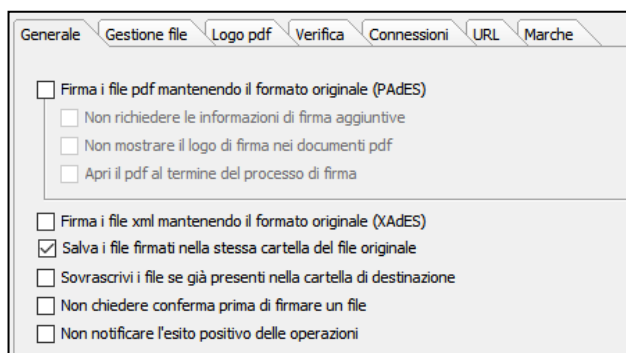 Generale Gestione file Logo pdf Verifica Connessioni URL Marche
Firma i file pdf mantenendo il formato originale (PAdES)
Non richiedere le informazioni di firma aggiuntive
Non mostrare il logo di firma nei documenti pdf
Apri il pdf al termine del processo di firma
Firma i file xml mantenendo il formato originale (XAdES)
Salva i file firmati nella stessa cartella del file originale
Sovrascrivi i file se già presenti nella cartella di destinazione
Non chiedere conferma prima di firmare un file
Non notificare l'esito positivo delle operazioni